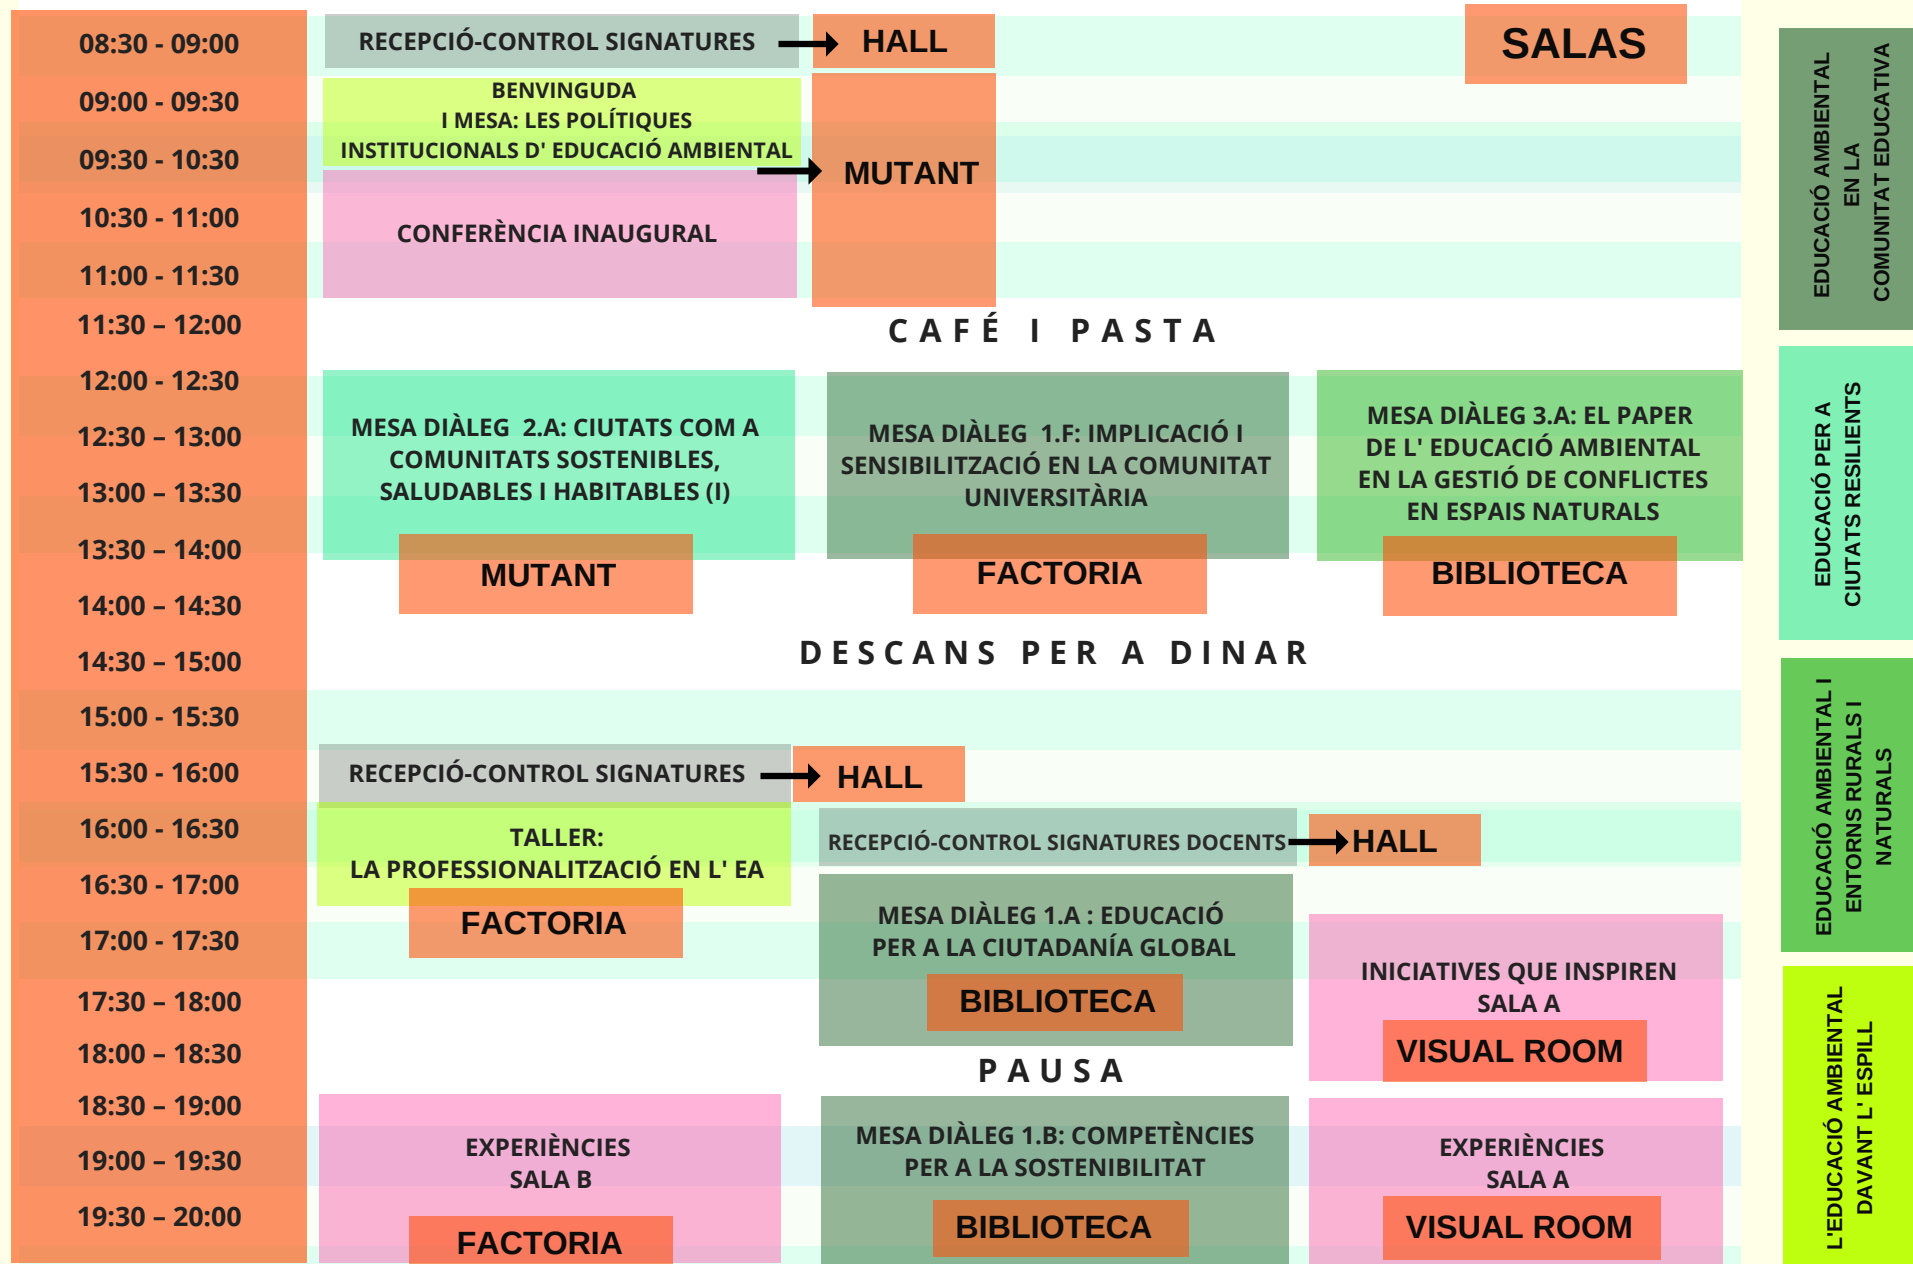 08:30 - 09:00
RECEPCIÓ-CONTROL SIGNATURES
HALL
SALAS
09:00 - 09:30
BENVINGUDA
I MESA: LES POLÍTIQUES
INSTITUCIONALS D' EDUCACIÓ AMBIENTAL
09:30 - 10:30
MUTANT
10:30 - 11:00
CONFERÈNCIA INAUGURAL
11:00 - 11:30
11:30 – 12:00
CAFÉ I PASTA
12:00 - 12:30
12:30 – 13:00
13:00 – 13:30
13:30 – 14:00
14:00 – 14:30
MESA DIÀLEG 2.A: CIUTATS COM A
COMUNITATS SOSTENIBLES,
SALUDABLES I HABITABLES (I)
MUTANT
MESA DIÀLEG 1.F: IMPLICACIÓ I
SENSIBILITZACIÓ EN LA COMUNITAT
UNIVERSITÀRIA
FACTORIA
MESA DIÀLEG 3.A: EL PAPER
DE L' EDUCACIÓ AMBIENTAL
EN LA GESTIÓ DE CONFLICTES
EN ESPAIS NATURALS
BIBLIOTECA
DESCANS PER A DINAR
14:30 – 15:00
15:00 - 15:30
15:30 - 16:00
RECEPCIÓ-CONTROL SIGNATURES
HALL
16:00 - 16:30
TALLER:
LA PROFESSIONALITZACIÓ EN L' EA
FACTORIA
RECEPCIÓ-CONTROL SIGNATURES DOCENTS
HALL
16:30 - 17:00
17:00 - 17:30
MESA DIÀLEG 1.A : EDUCACIÓ
PER A LA CIUTADANÍA GLOBAL
BIBLIOTECA
INICIATIVES QUE INSPIREN
SALA A
VISUAL ROOM
17:30 – 18:00
18:00 – 18:30
PAUSA
18:30 – 19:00
19:00 – 19:30
19:30 – 20:00
EXPERIÈNCIES
SALA B
FACTORIA
MESA DIÀLEG 1.B: COMPETÈNCIES
PER A LA SOSTENIBILITAT
BIBLIOTECA
EXPERIÈNCIES
SALA A
VISUAL ROOM
EDUCACIÓ AMBIENTAL
EN LA
COMUNITAT EDUCATIVA
EDUCACIÓ PER A
CIUTATS RESILIENTS
EDUCACIÓ AMBIENTAL I
ENTORNS RURALS I
NATURALS
L'EDUCACIÓ AMBIENTAL
DAVANT L' ESPILL